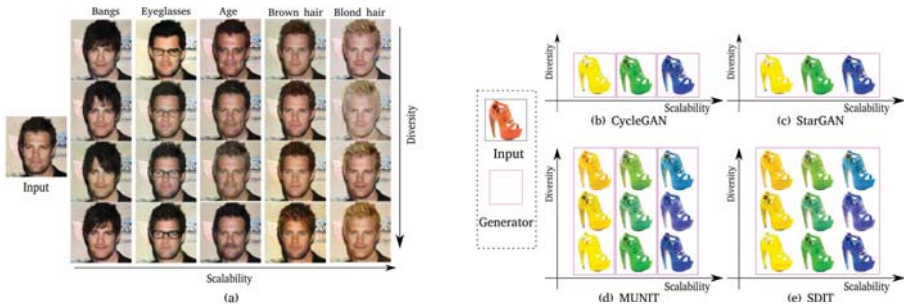 Bangs Eyeglasses Age Brown hair Blond hair
Input
Diversity
Scalability
(a)
Input
Generator
Diversity
Scalability
(b) CycleGAN
Diversity
Scalability
(c) StarGAN
Diversity
Scalability
(d) MUNIT
Diversity
Scalability
(e) SDIT